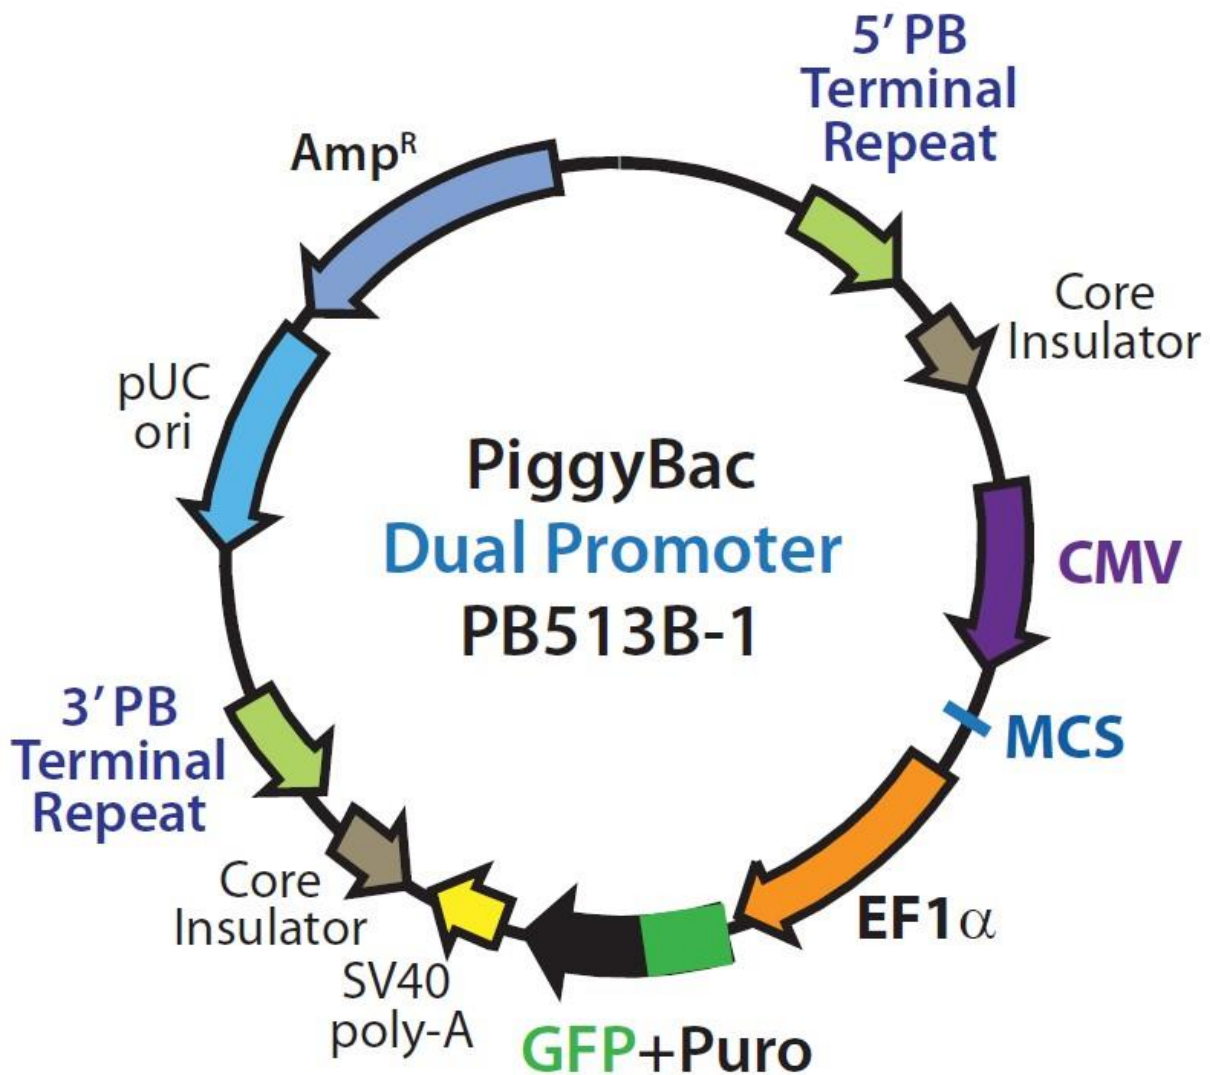 5′ PB
Terminal
Repeat
Amp^R
Core
Insulator
pUC
ori
PiggyBac
Dual Promoter
PB513B-1
CMV
MCS
3′ PB
Terminal
Repeat
Core
Insulator
EF1α
SV40
poly-A
GFP+Puro